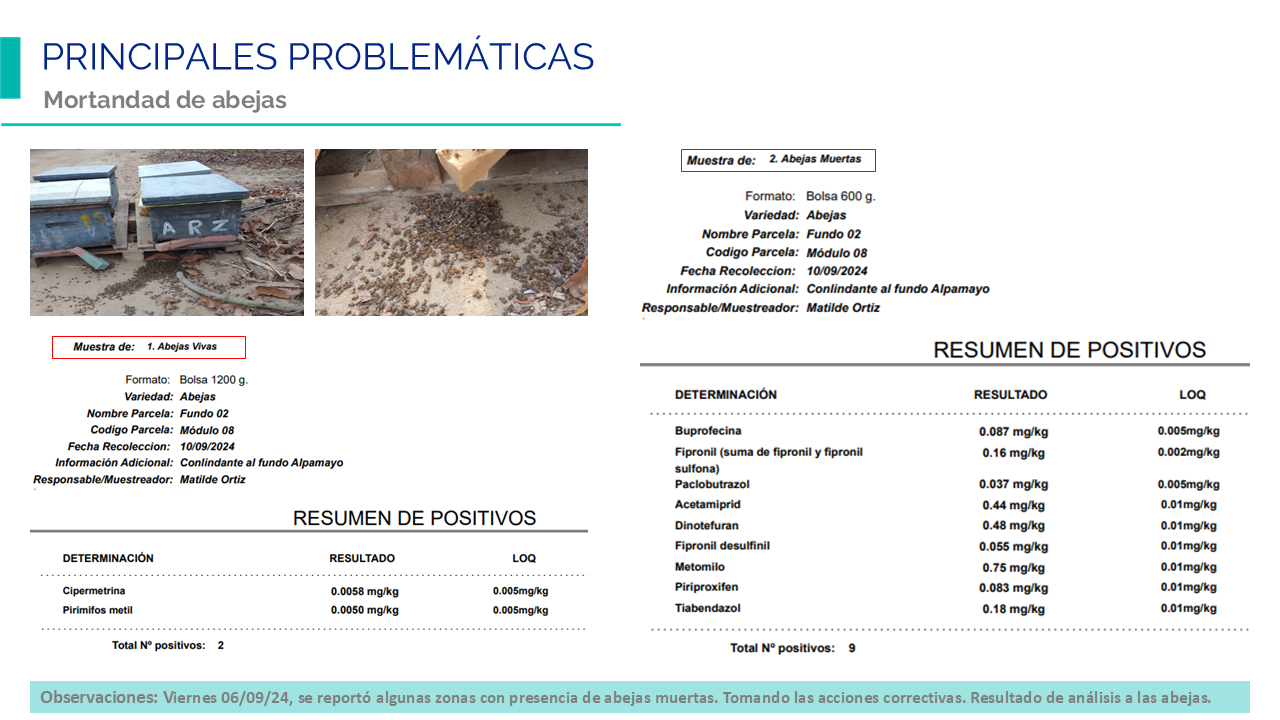 PRINCIPALES PROBLEMÁTICAS
Mortandad de abejas
ARZ
Muestra de: 1. Abejas Vivas
Formato: Bolsa 1200 g.
Variedad: Abejas
Nombre Parcela: Fundo 02
Codigo Parcela: Módulo 08
Fecha Recoleccion: 10/09/2024
Información Adicional: Conlindante al fundo Alpamayo
Responsable/Muestreador: Matilde Ortiz
RESUMEN DE POSITIVOS
DETERMINACIÓN RESULTADO LOQ
Cipermetrina 0.0058 mg/kg 0.005mg/kg
Pirimifos metil 0.0050 mg/kg 0.005mg/kg
Total Nº positivos: 2
Muestra de: 2. Abejas Muertas
Formato: Bolsa 600 g.
Variedad: Abejas
Nombre Parcela: Fundo 02
Codigo Parcela: Módulo 08
Fecha Recoleccion: 10/09/2024
Información Adicional: Conlindante al fundo Alpamayo
Responsable/Muestreador: Matilde Ortiz
RESUMEN DE POSITIVOS
DETERMINACIÓN RESULTADO LOQ
Buprofecina 0.087 mg/kg 0.005mg/kg
Fipronil (suma de fipronil y fipronil 0.16 mg/kg 0.002mg/kg
sulfona)
Paclobutrazol 0.037 mg/kg 0.005mg/kg
Acetamiprid 0.44 mg/kg 0.01mg/kg
Dinotefuran 0.48 mg/kg 0.01mg/kg
Fipronil desulfinil 0.055 mg/kg 0.01mg/kg
Metomilo 0.75 mg/kg 0.01mg/kg
Piriproxifen 0.083 mg/kg 0.01mg/kg
Tiabendazol 0.18 mg/kg 0.01mg/kg
Total Nº positivos: 9
Observaciones: Viernes 06/09/24, se reportó algunas zonas con presencia de abejas muertas. Tomando las acciones correctivas. Resultado de análisis a las abejas.